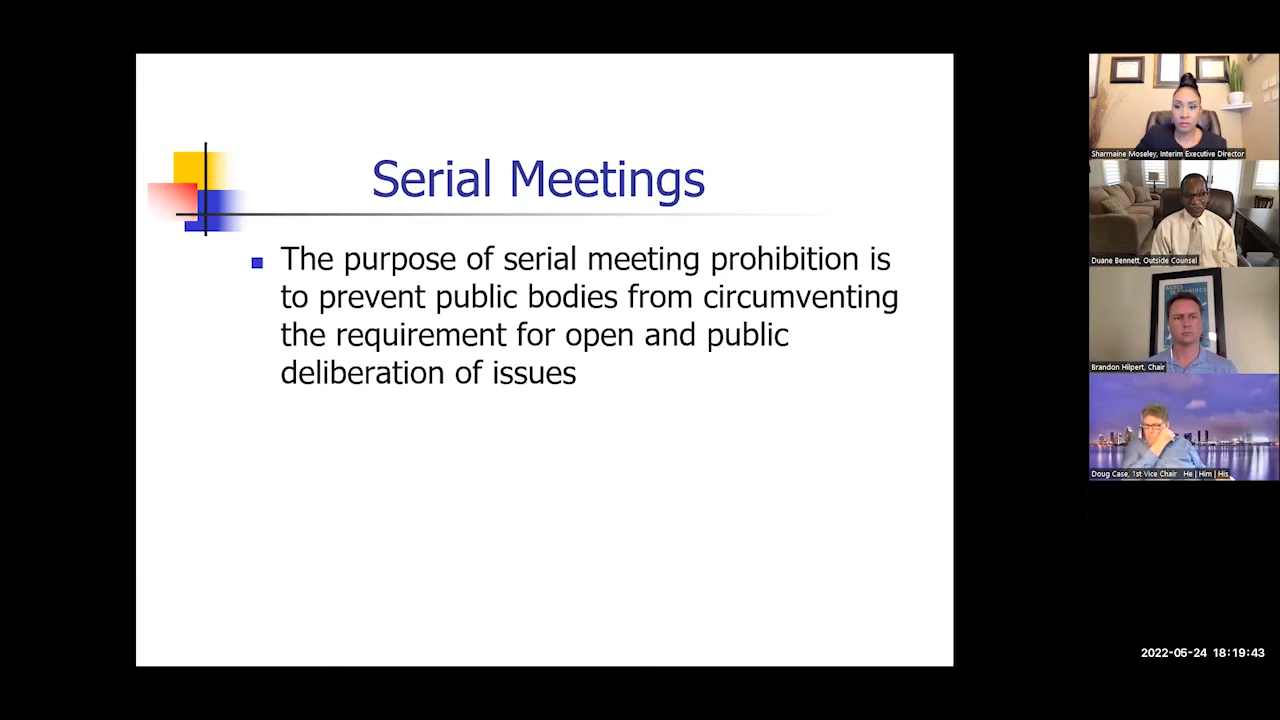 Serial Meetings
The purpose of serial meeting prohibition is
to prevent public bodies from circumventing
the requirement for open and public
deliberation of issues
Sharmaine Moseley, Interim Executive Director
Duane Bennett, Outside Counsel
Brandon Hilpert, Chair
Doug Case, 1st Vice Chair He | Him | His
2022-05-24 18:19:43